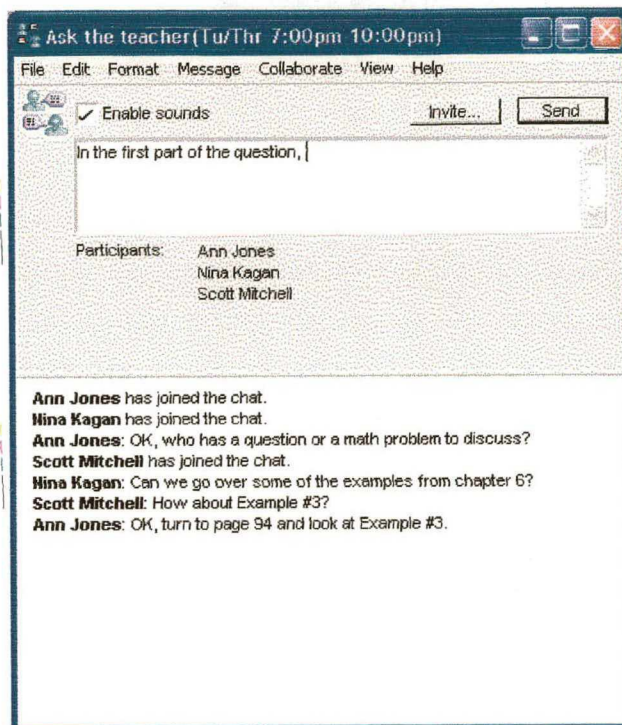 Ask the teacher(Tu/Thr 7:00pm 10:00pm)
File Edit Format Message Collaborate View Help
Enable sounds
Invite...
Send
In the first part of the question,
Participants: Ann Jones
Nina Kagan
Scott Mitchell
Ann Jones has joined the chat.
Nina Kagan has joined the chat.
Ann Jones: OK, who has a question or a math problem to discuss?
Scott Mitchell has joined the chat.
Nina Kagan: Can we go over some of the examples from chapter 6?
Scott Mitchell: How about Example #3?
Ann Jones: OK, turn to page 94 and look at Example #3.